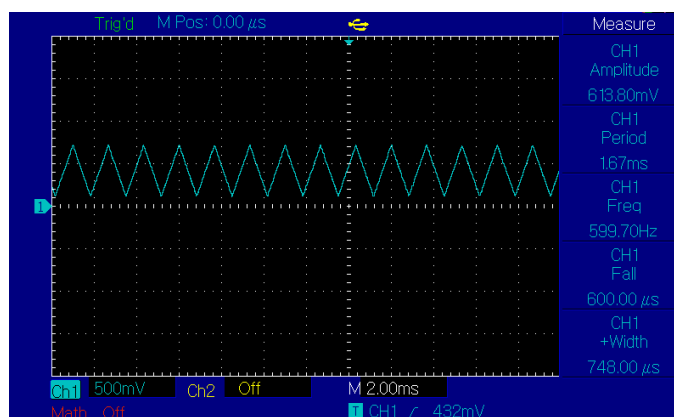 Trig'd M Pos: 0.00 μs
Measure
CH1
Amplitude
613.80mV
CH1
Period
1.67ms
CH1
Freq
599.70Hz
CH1
Fall
600.00 μs
CH1
+Width
748.00 μs
1
Ch1 500mV Ch2 Off M 2.00ms
Math Off T CH1 / 432mV